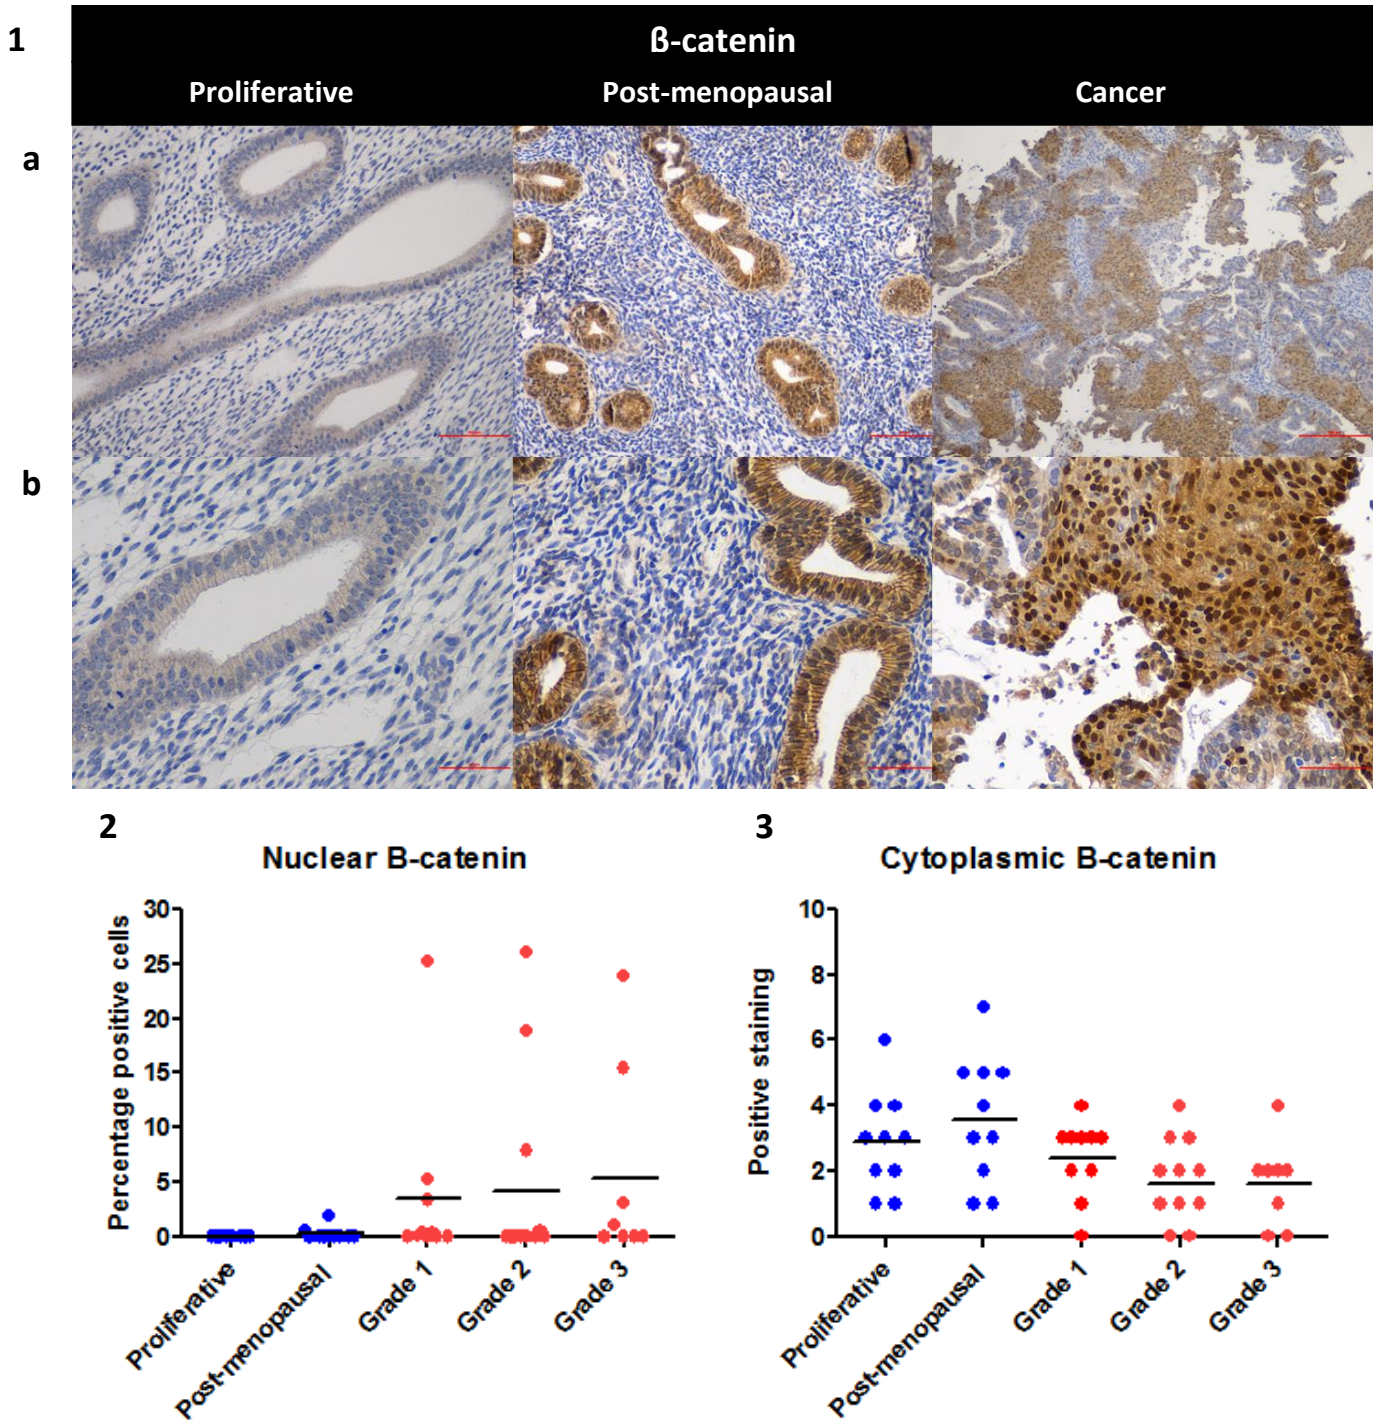 1
ß-catenin
Proliferative Post-menopausal Cancer
a
b
2
Nuclear B-catenin
Percentage positive cells
30
25
20
15
10
5
0
Proliferative
Post-menopausal
Grade 1
Grade 2
Grade 3
3
Cytoplasmic B-catenin
Positive staining
10
8
6
4
2
0
Proliferative
Post-menopausal
Grade 1
Grade 2
Grade 3